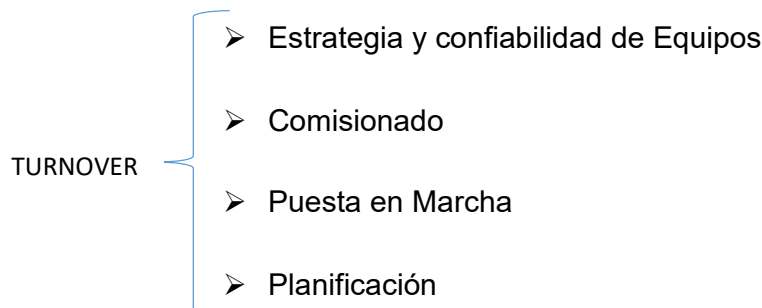 ➢ Estrategia y confiabilidad de Equipos
➢ Comisionado
TURNOVER
➢ Puesta en Marcha
➢ Planificación